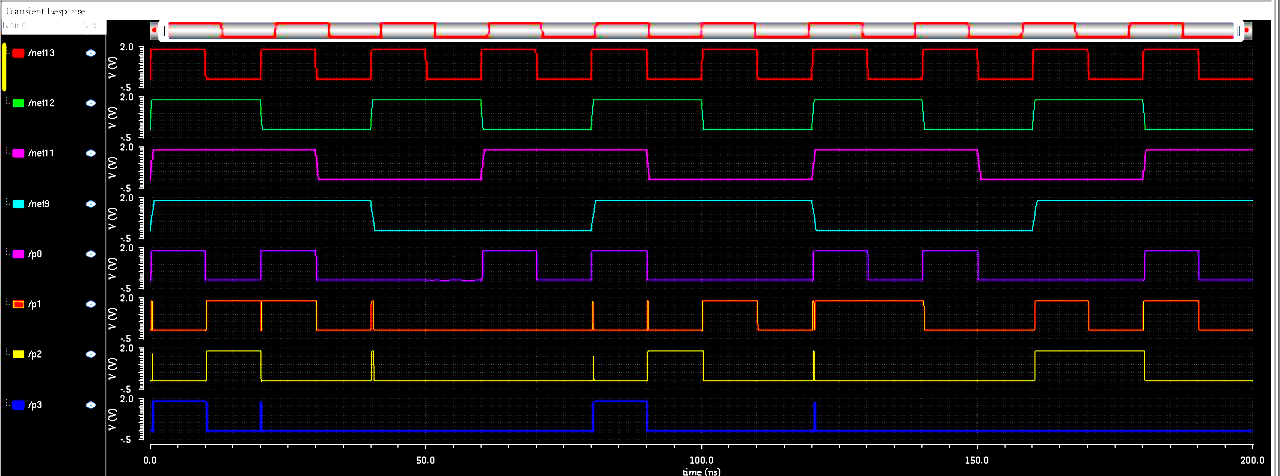 Transient Response
Name Vis
/net13 2.0 V (V) -.5
/net12 2.0 V (V) -.5
/net11 2.0 V (V) -.5
/net9 2.0 V (V) -.5
/p0 2.0 V (V) -.5
/p1 2.0 V (V) -.5
/p2 2.0 V (V) -.5
/p3 2.0 V (V) -.5
0.0 50.0 100.0 150.0 200.0
time (ns)